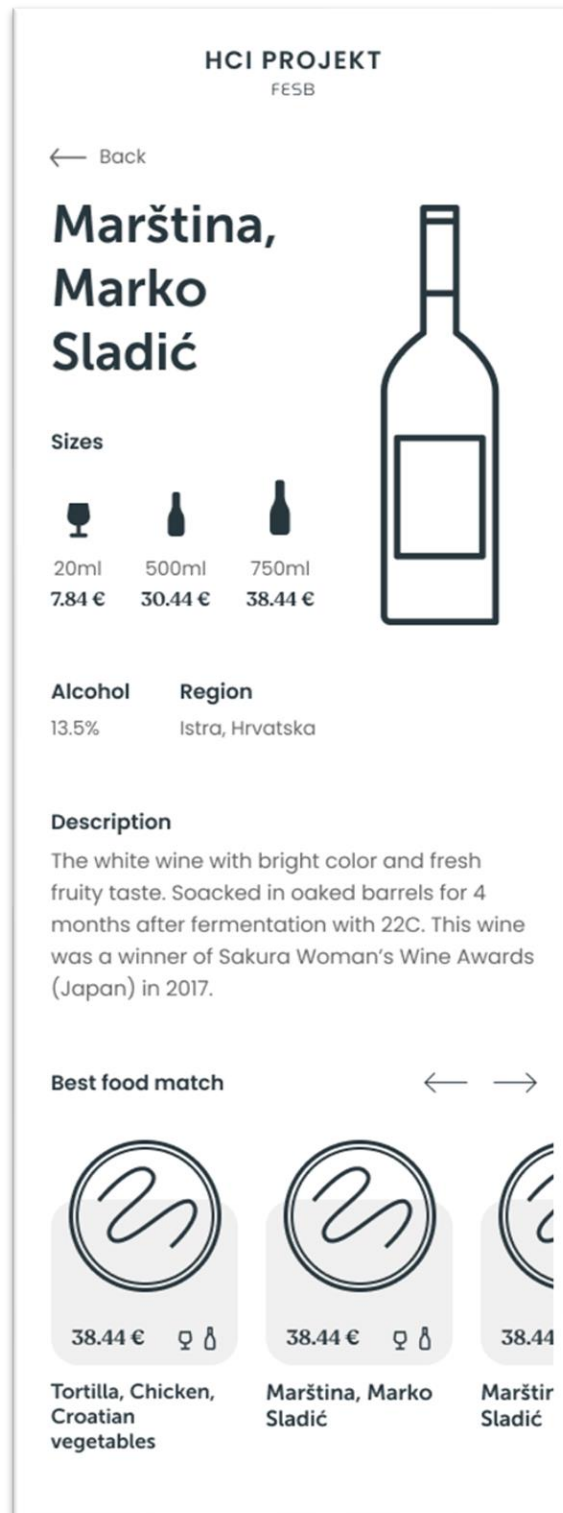 HCI PROJEKT
FESB
Back
Marština,
Marko
Sladić
Sizes
20ml 500ml 750ml
7.84 € 30.44 € 38.44 €
Alcohol Region
13.5% Istra, Hrvatska
Description
The white wine with bright color and fresh
fruity taste. Soacked in oaked barrels for 4
months after fermentation with 22C. This wine
was a winner of Sakura Woman's Wine Awards
(Japan) in 2017.
Best food match
38.44 € 38.44 € 38.44
Tortilla, Chicken, Marština, Marko Marštin
Croatian Sladić Sladić
vegetables